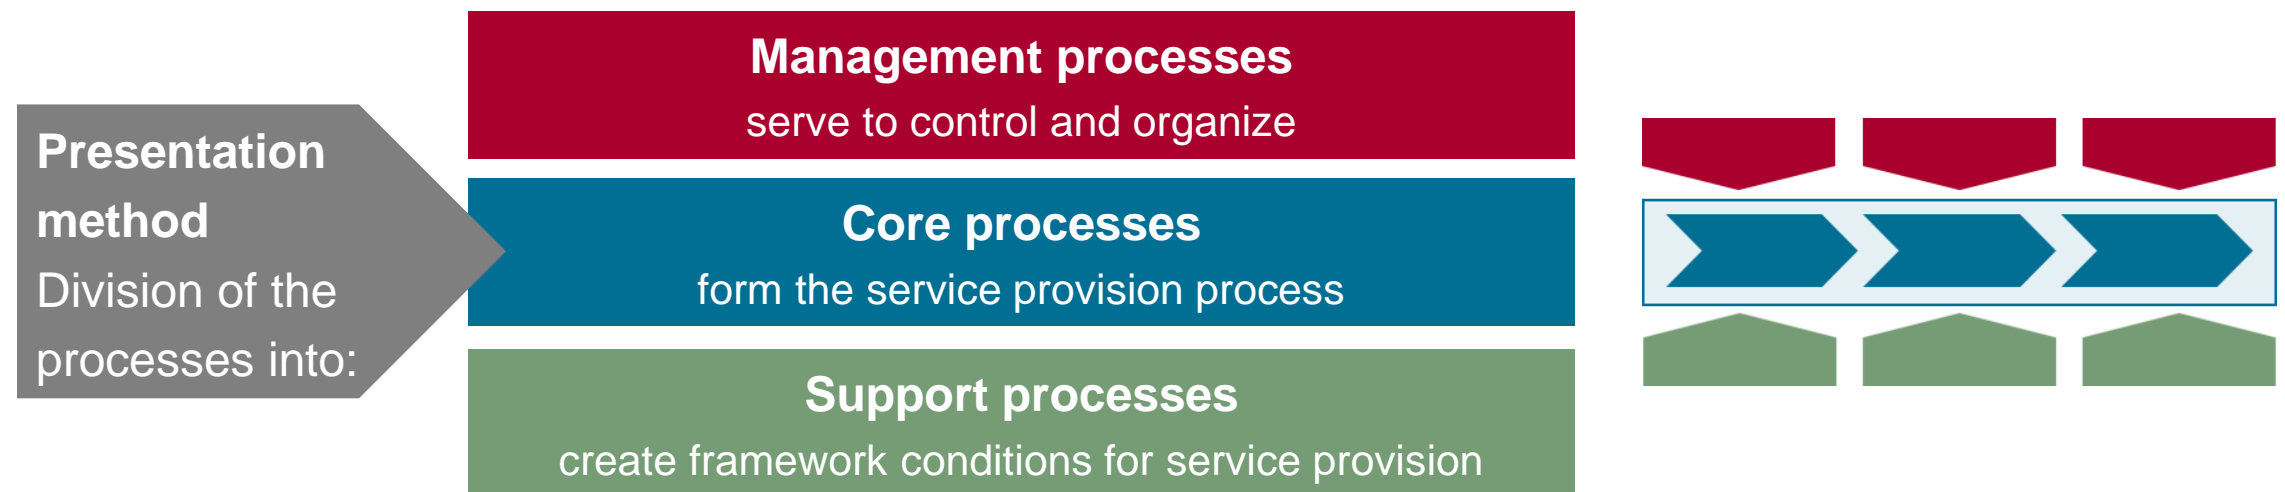 Presentation
method
Division of the
processes into:
Management processes
serve to control and organize
Core processes
form the service provision process
Support processes
create framework conditions for service provision